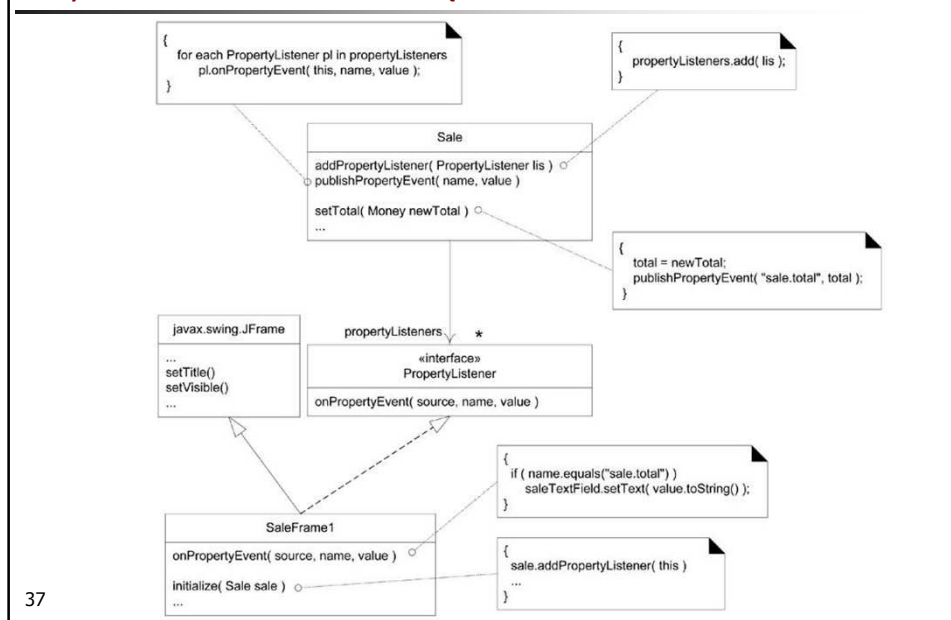 {
for each PropertyListener pl in propertyListeners
pl.onPropertyEvent( this, name, value );
}
{
propertyListeners.add( lis );
}
Sale
addPropertyListener( PropertyListener lis )
publishPropertyEvent( name, value )
setTotal( Money newTotal )
...
{
total = newTotal;
publishPropertyEvent( "sale.total", total );
}
javax.swing.JFrame
...
setTitle()
setVisible()
...
propertyListeners
*
«interface»
PropertyListener
onPropertyEvent( source, name, value )
{
if ( name.equals("sale.total") )
saleTextField.setText( value.toString() );
}
SaleFrame1
onPropertyEvent( source, name, value )
initialize( Sale sale )
...
{
sale.addPropertyListener( this )
...
}
37